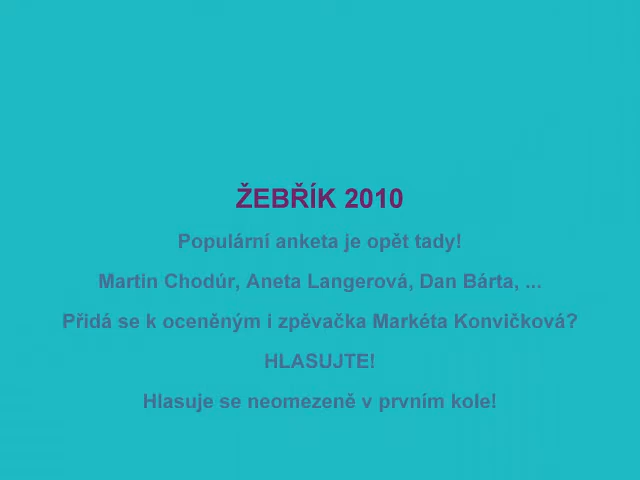 ŽEBŘÍK 2010
Populární anketa je opět tady!
Martin Chodúr, Aneta Langerová, Dan Bárta, ...
Přidá se k oceněným i zpěvačka Markéta Konvičková?
HLASUJTE!
Hlasuje se neomezeně v prvním kole!